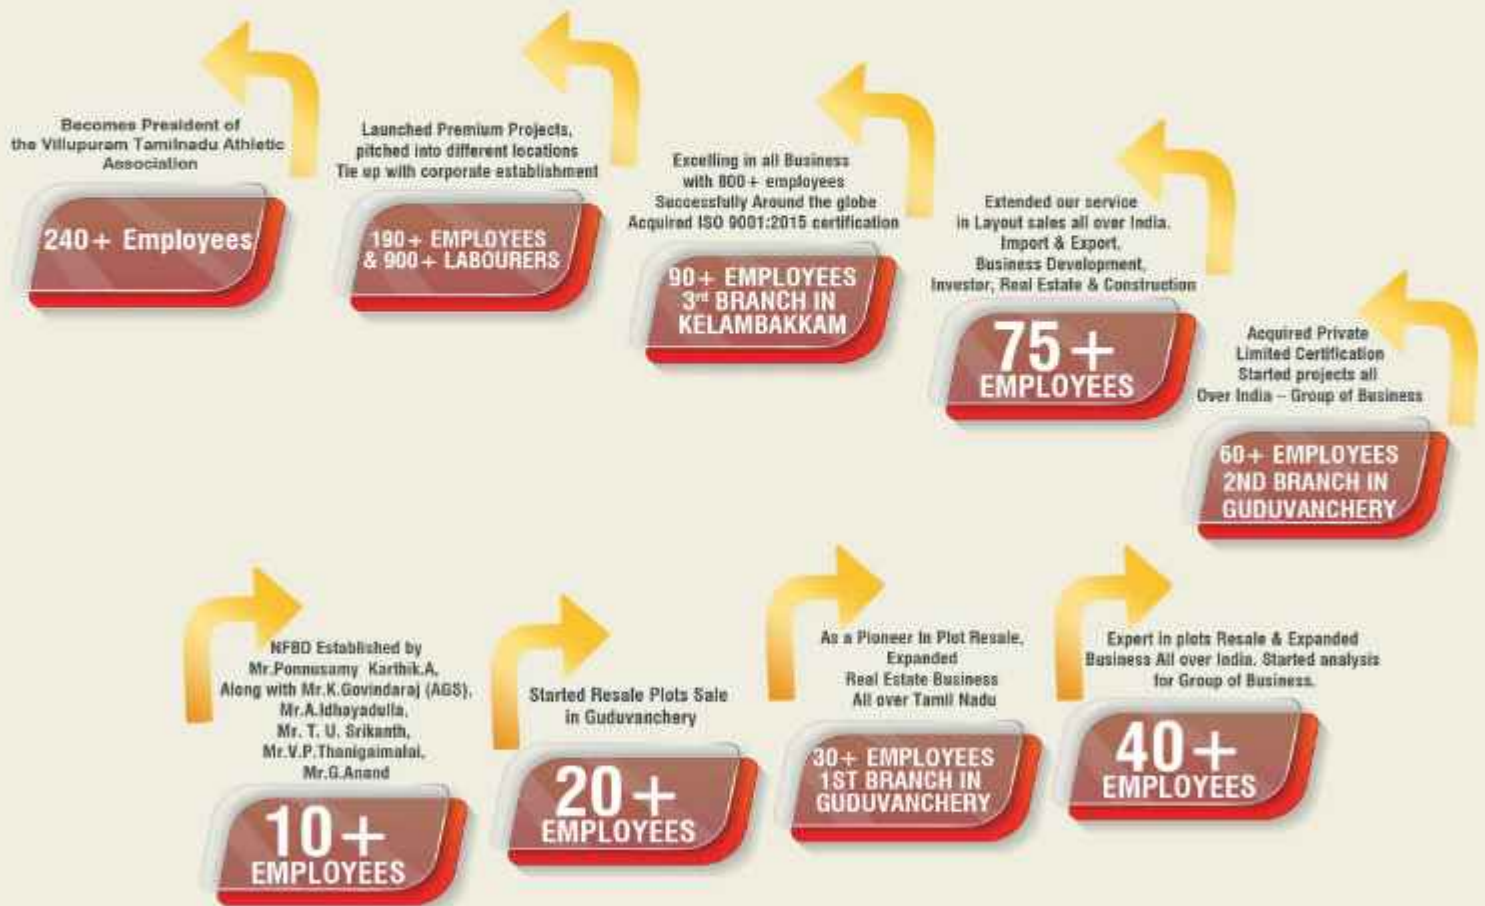 Becomes President of
the Villupuram Tamilnadu Athletic
Association
240+ Employees
Launched Premium Projects,
pitched into different locations
Tie up with corporate establishment
190+ EMPLOYEES
& 900+ LABOURERS
Excelling in all Business
with 800+ employees
Successfully Around the globe
Acquired ISO 9001:2015 certification
90+ EMPLOYEES
3rd BRANCH IN
KELAMBAKKAM
Extended our service
in Layout sales all over India.
Import & Export,
Business Development,
Investor, Real Estate & Construction
75+
EMPLOYEES
Acquired Private
Limited Certification
Started projects all
Over India – Group of Business
60+ EMPLOYEES
2ND BRANCH IN
GUDUVANCHERY
NFBD Established by
Mr.Ponnusamy Karthik.A,
Along with Mr.K.Govindaraj (AGS),
Mr.A.Idhayadulla,
Mr. T. U. Srikanth,
Mr.V.P.Thanigaimalai,
Mr.G.Anand
10+
EMPLOYEES
Started Resale Plots Sale
in Guduvanchery
20+
EMPLOYEES
As a Pioneer In Plot Resale,
Expanded
Real Estate Business
All over Tamil Nadu
30+ EMPLOYEES
1ST BRANCH IN
GUDUVANCHERY
Expert in plots Resale & Expanded
Business All over India. Started analysis
for Group of Business.
40+
EMPLOYEES